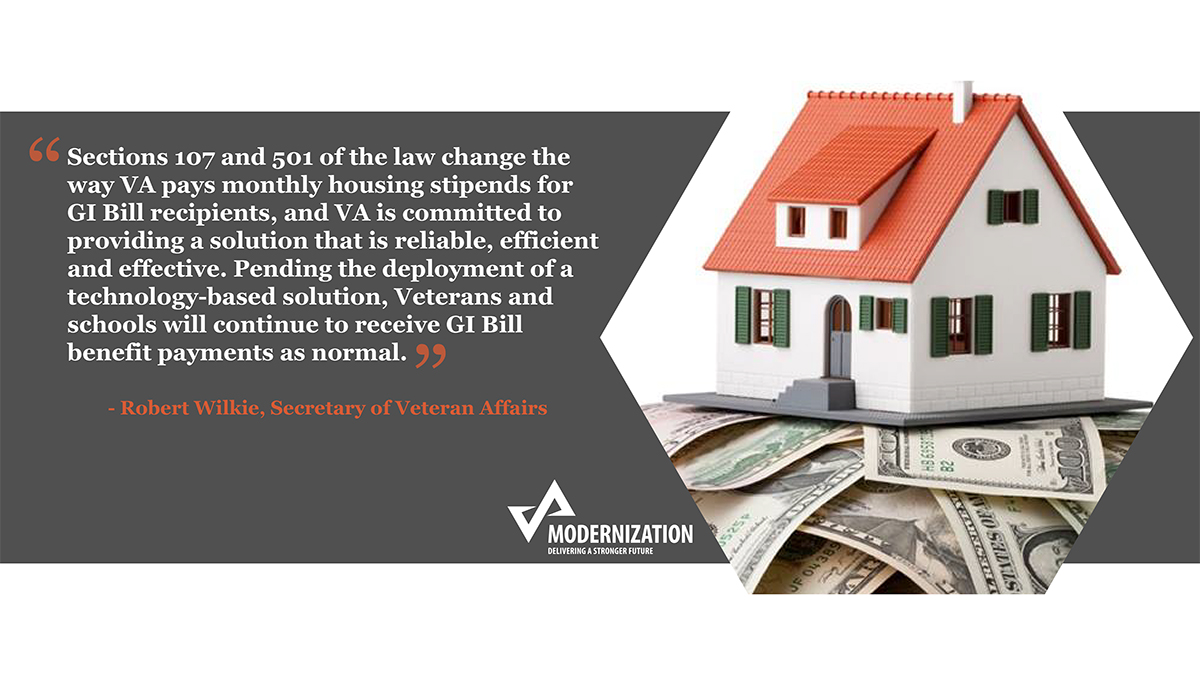 “ Sections 107 and 501 of the law change the
way VA pays monthly housing stipends for
GI Bill recipients, and VA is committed to
providing a solution that is reliable, efficient
and effective. Pending the deployment of a
technology-based solution, Veterans and
schools will continue to receive GI Bill
benefit payments as normal. ”
- Robert Wilkie, Secretary of Veteran Affairs
VA
MODERNIZATION
DELIVERING A STRONGER FUTURE
B2
100